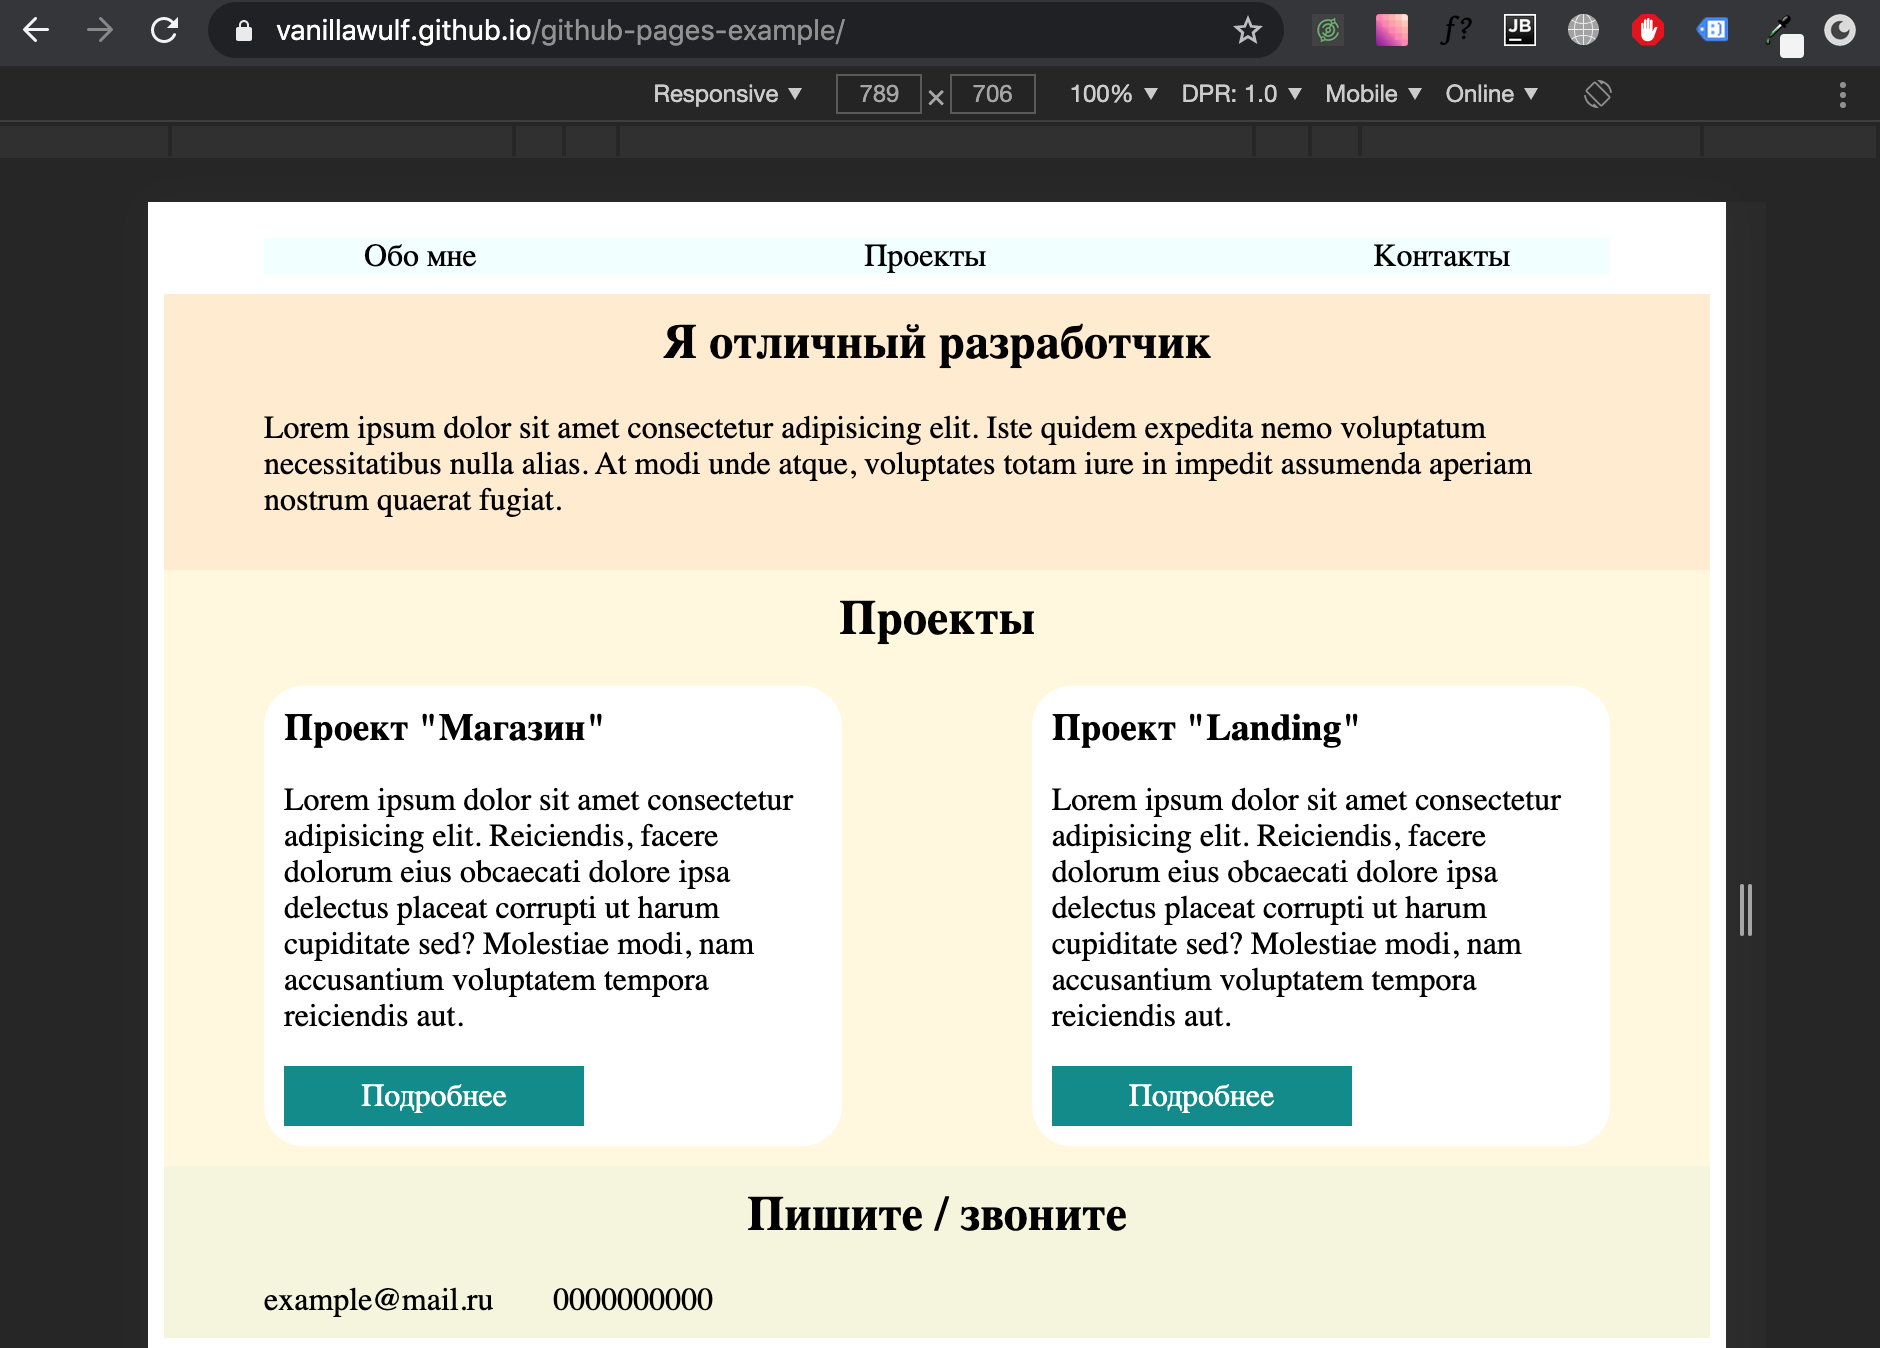 vanillawulf.github.io/github-pages-example/
f?
JB
Responsive ▼ 789 × 706 100% ▼ DPR: 1.0 ▼ Mobile ▼ Online ▼
Обо мне Проекты Контакты
Я отличный разработчик
Lorem ipsum dolor sit amet consectetur adipisicing elit. Iste quidem expedita nemo voluptatum
necessitatibus nulla alias. At modi unde atque, voluptates totam iure in impedit assumenda aperiam
nostrum quaerat fugiat.
Проекты
Проект "Магазин"
Lorem ipsum dolor sit amet consectetur
adipisicing elit. Reiciendis, facere
dolorum eius obcaecati dolore ipsa
delectus placeat corrupti ut harum
cupiditate sed? Molestiae modi, nam
accusantium voluptatem tempora
reiciendis aut.
Подробнее
Проект "Landing"
Lorem ipsum dolor sit amet consectetur
adipisicing elit. Reiciendis, facere
dolorum eius obcaecati dolore ipsa
delectus placeat corrupti ut harum
cupiditate sed? Molestiae modi, nam
accusantium voluptatem tempora
reiciendis aut.
Подробнее
Пишите / звоните
example@mail.ru 0000000000